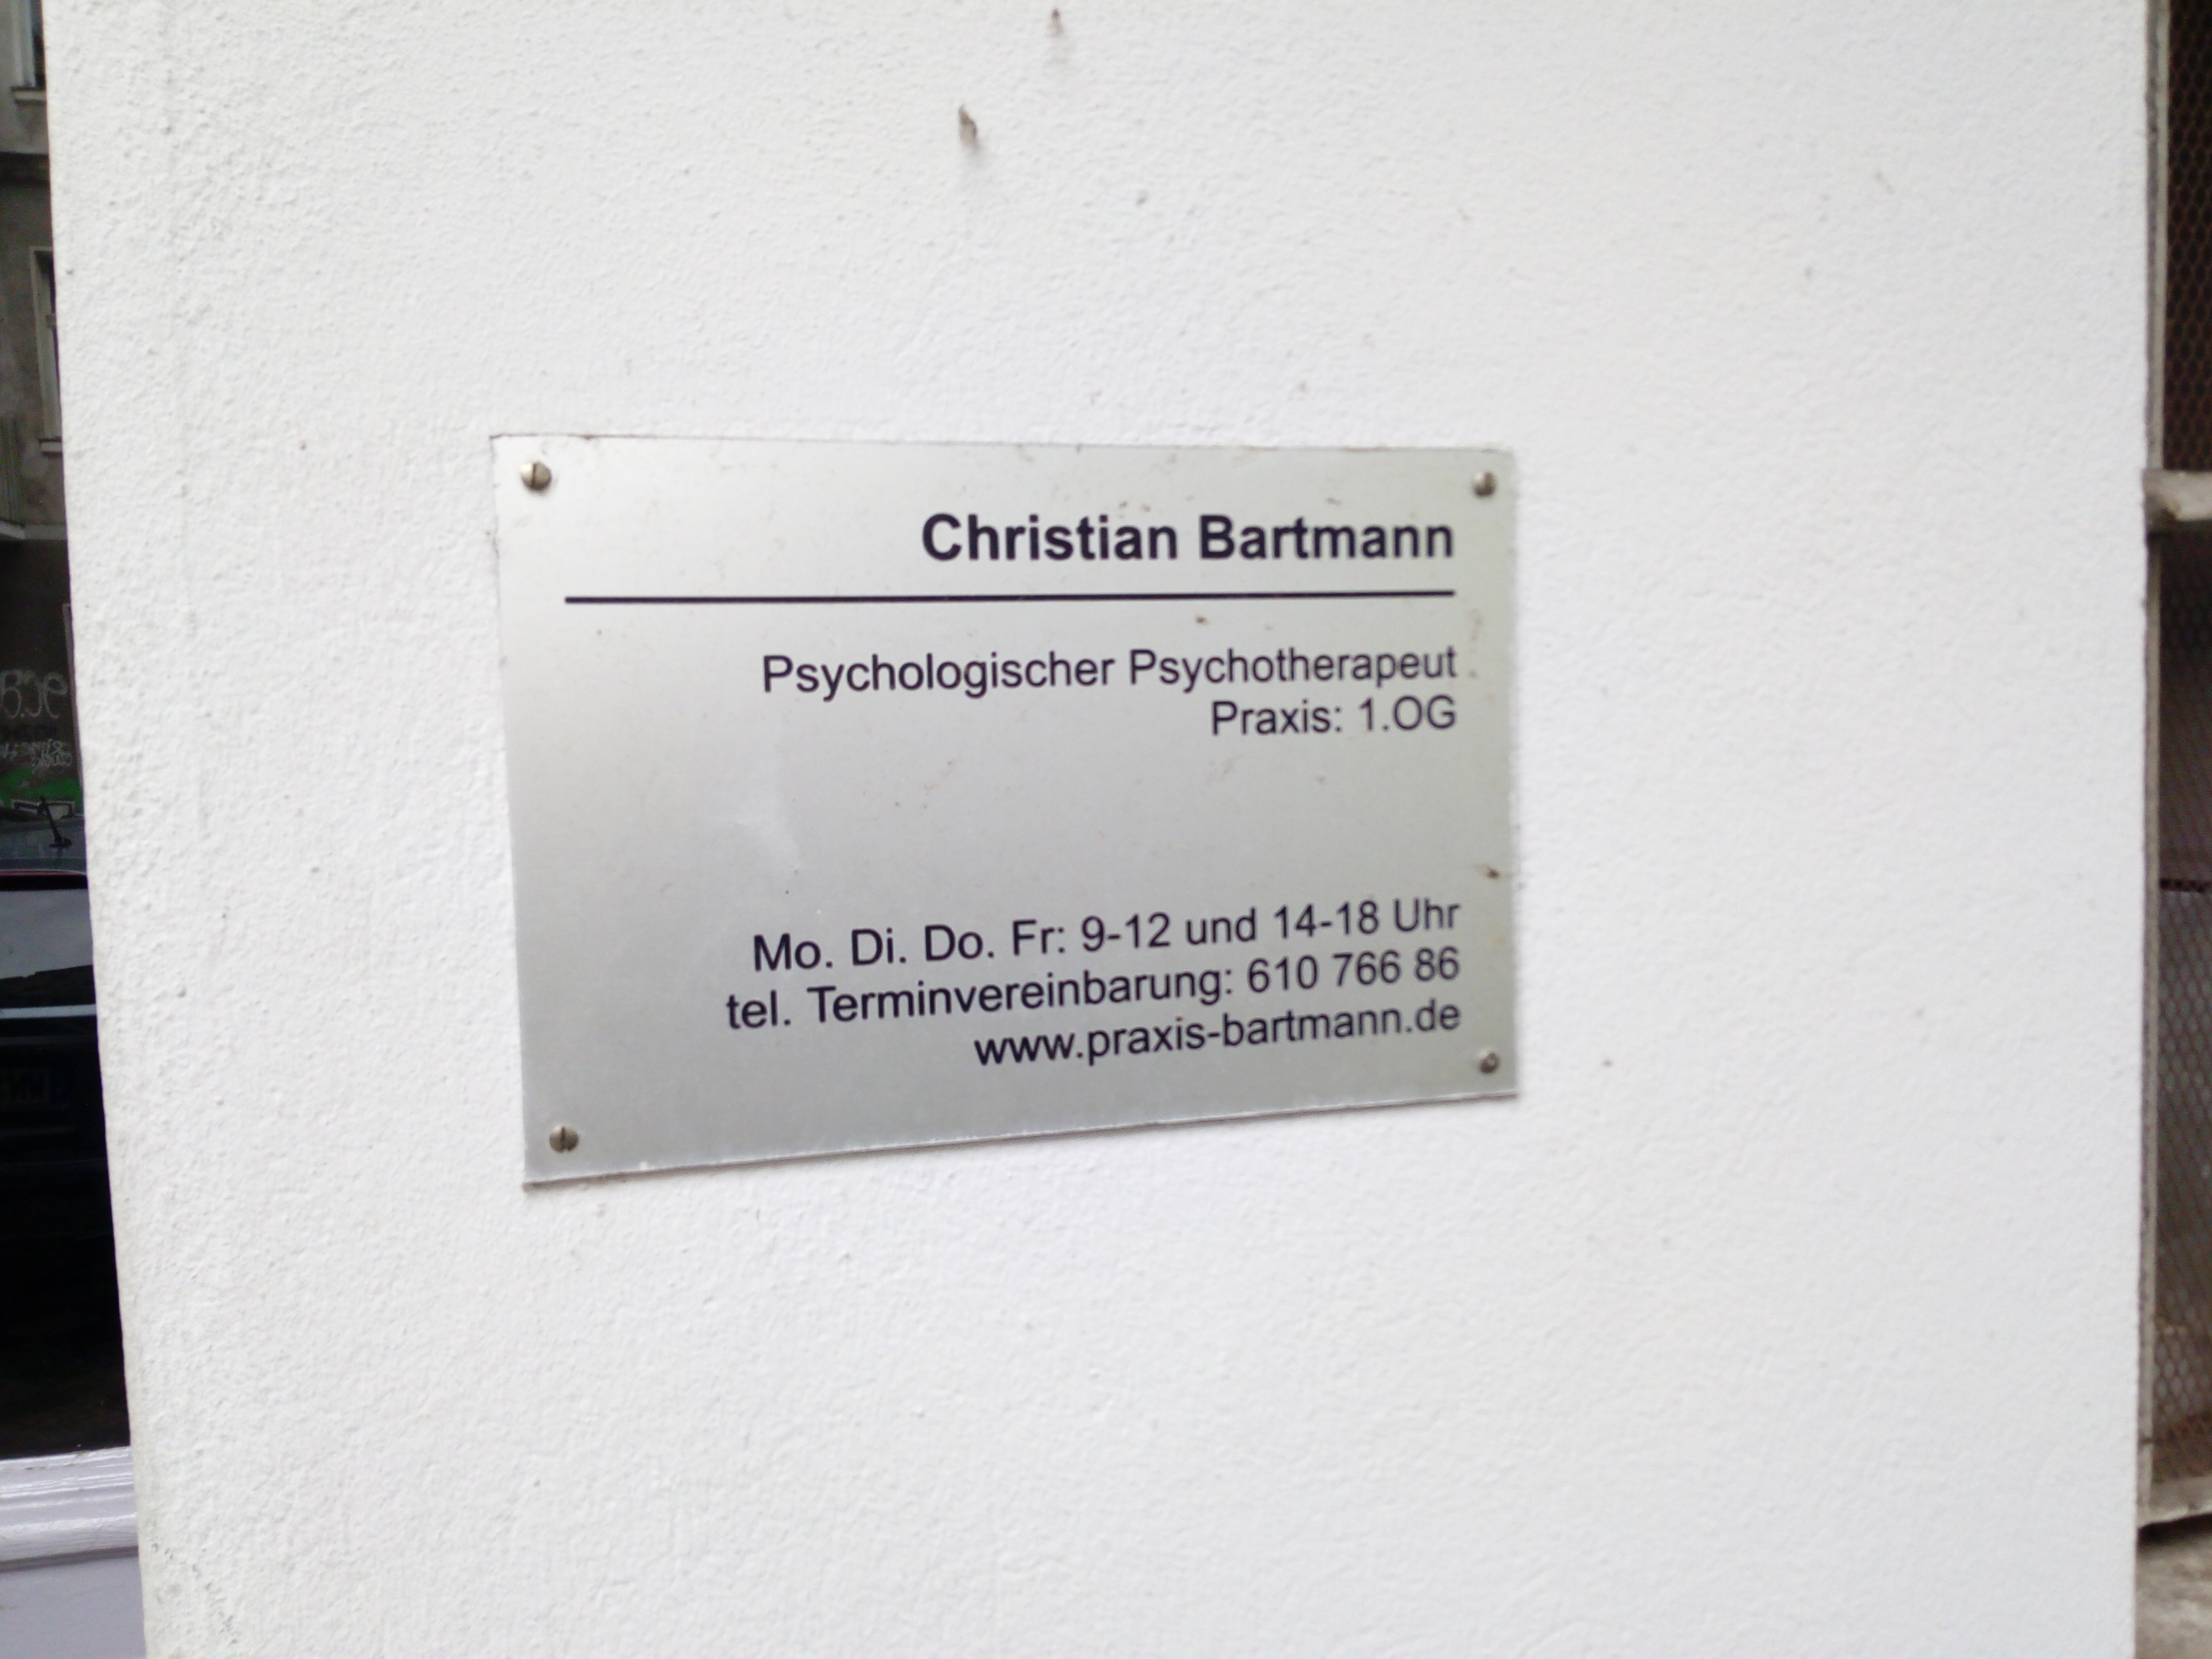 Christian Bartmann
Psychologischer Psychotherapeut
Praxis: 1.OG
Mo. Di. Do. Fr: 9-12 und 14-18 Uhr
tel. Terminvereinbarung: 610 766 86
www.praxis-bartmann.de